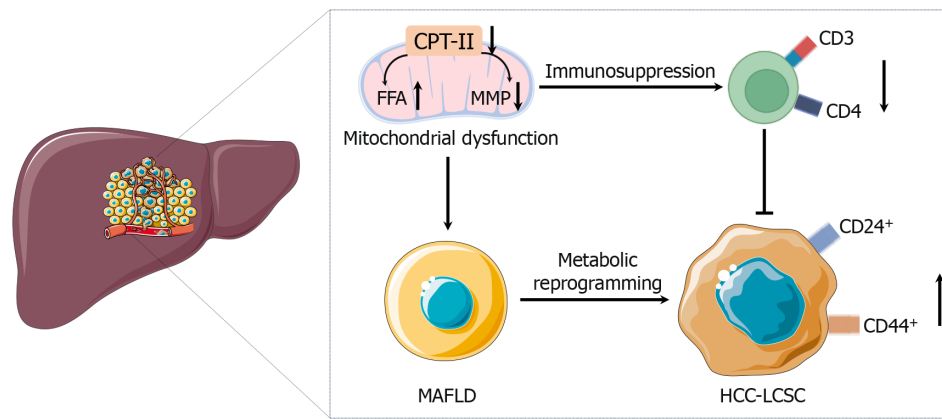 CPT-II
FFA
MMP
Mitochondrial dysfunction
Immunosuppression
CD3
CD4
Metabolic
reprogramming
CD24⁺
CD44⁺
MAFLD
HCC-LCSC